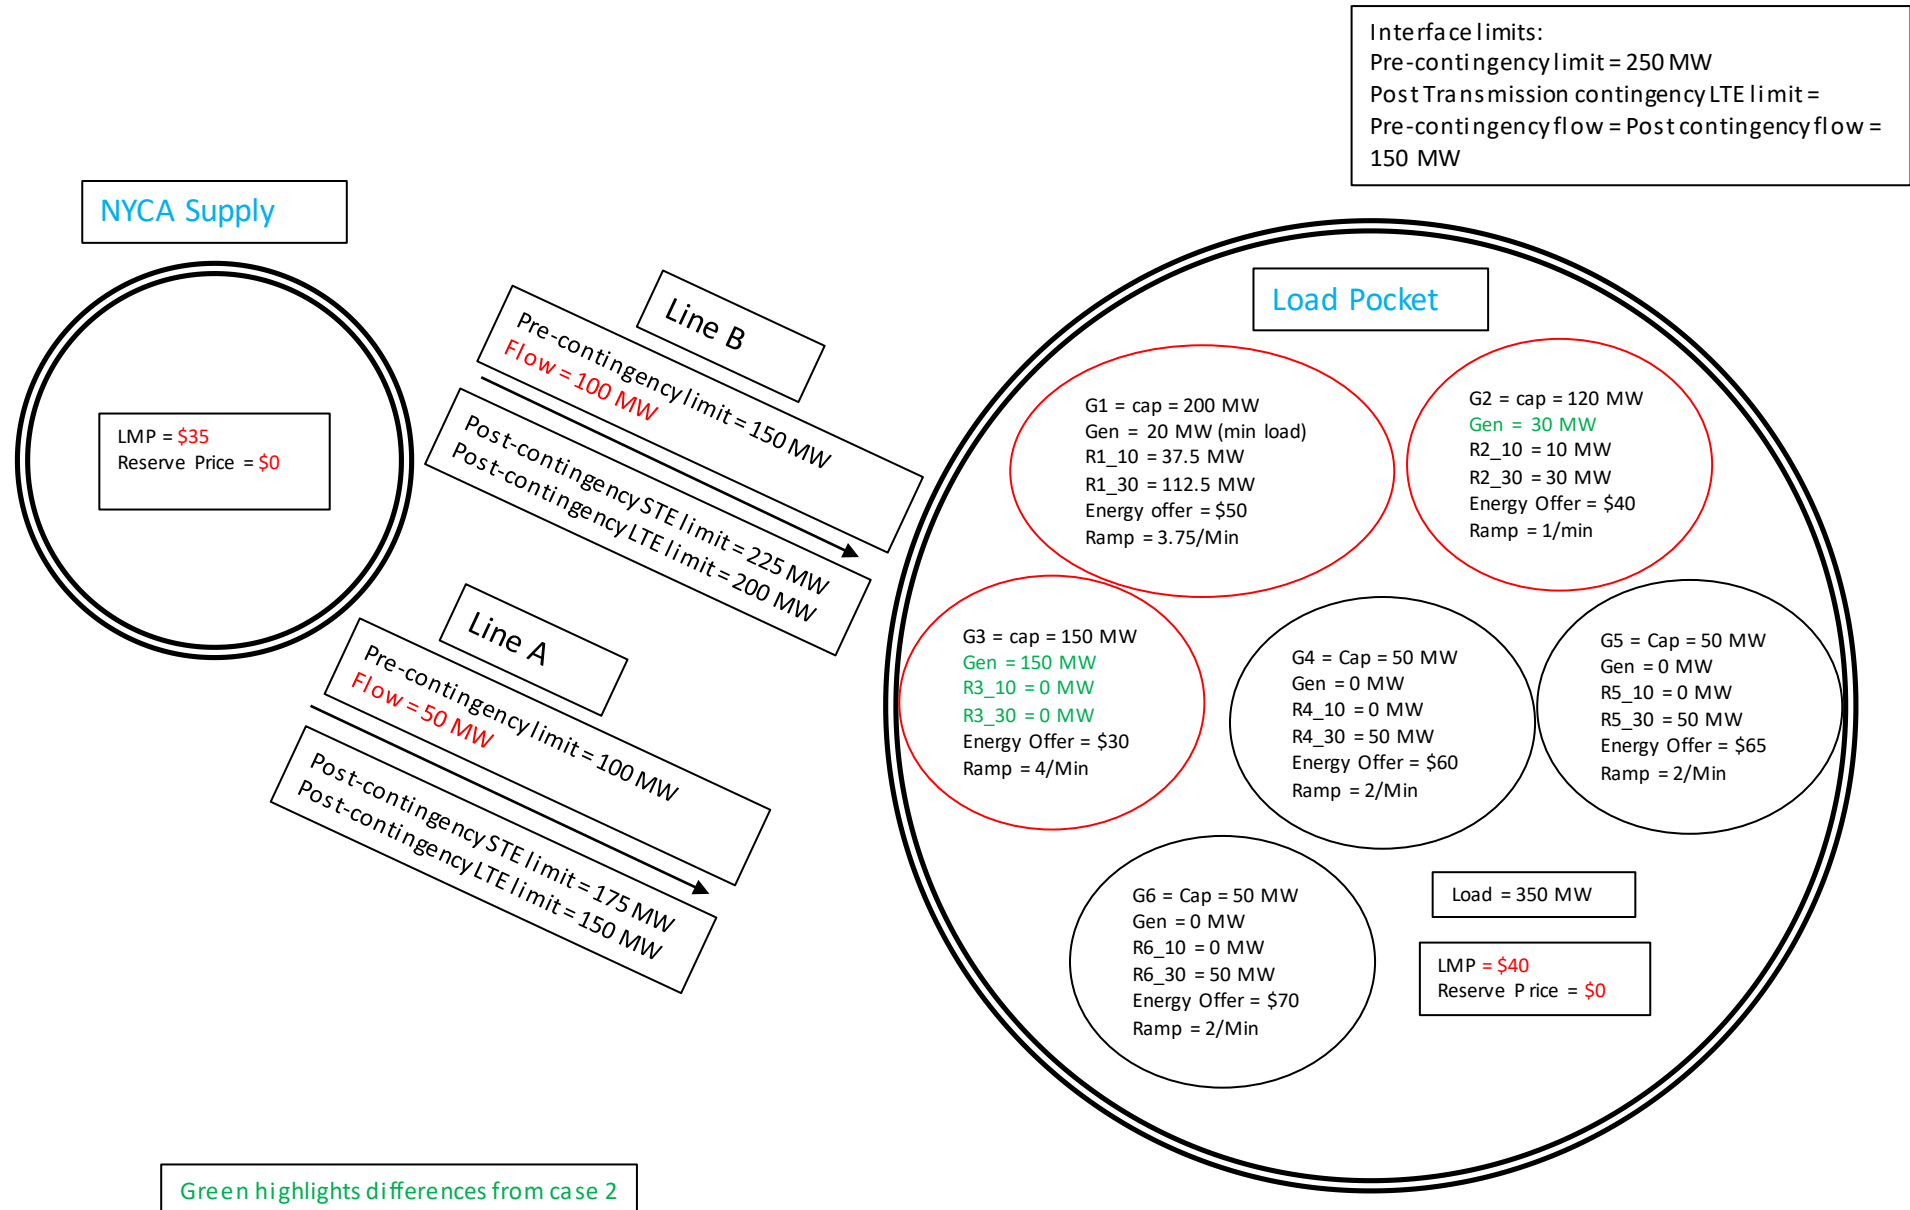 Interface limits:
Pre-contingency limit = 250 MW
Post Transmission contingency LTE limit =
Pre-contingency flow = Post contingency flow =
150 MW
NYCA Supply
LMP = $35
Reserve Price = $0
Line B
Pre-contingency limit = 150 MW
Flow = 100 MW
Post-contingency STE limit = 225 MW
Post-contingency LTE limit = 200 MW
Line A
Pre-contingency limit = 100 MW
Flow = 50 MW
Post-contingency STE limit = 175 MW
Post-contingency LTE limit = 150 MW
Load Pocket
G1 = cap = 200 MW
Gen = 20 MW (min load)
R1_10 = 37.5 MW
R1_30 = 112.5 MW
Energy offer = $50
Ramp = 3.75/Min
G2 = cap = 120 MW
Gen = 30 MW
R2_10 = 10 MW
R2_30 = 30 MW
Energy Offer = $40
Ramp = 1/min
G3 = cap = 150 MW
Gen = 150 MW
R3_10 = 0 MW
R3_30 = 0 MW
Energy Offer = $30
Ramp = 4/Min
G4 = Cap = 50 MW
Gen = 0 MW
R4_10 = 0 MW
R4_30 = 50 MW
Energy Offer = $60
Ramp = 2/Min
G5 = Cap = 50 MW
Gen = 0 MW
R5_10 = 0 MW
R5_30 = 50 MW
Energy Offer = $65
Ramp = 2/Min
G6 = Cap = 50 MW
Gen = 0 MW
R6_10 = 0 MW
R6_30 = 50 MW
Energy Offer = $70
Ramp = 2/Min
Load = 350 MW
LMP = $40
Reserve Price = $0
Green highlights differences from case 2